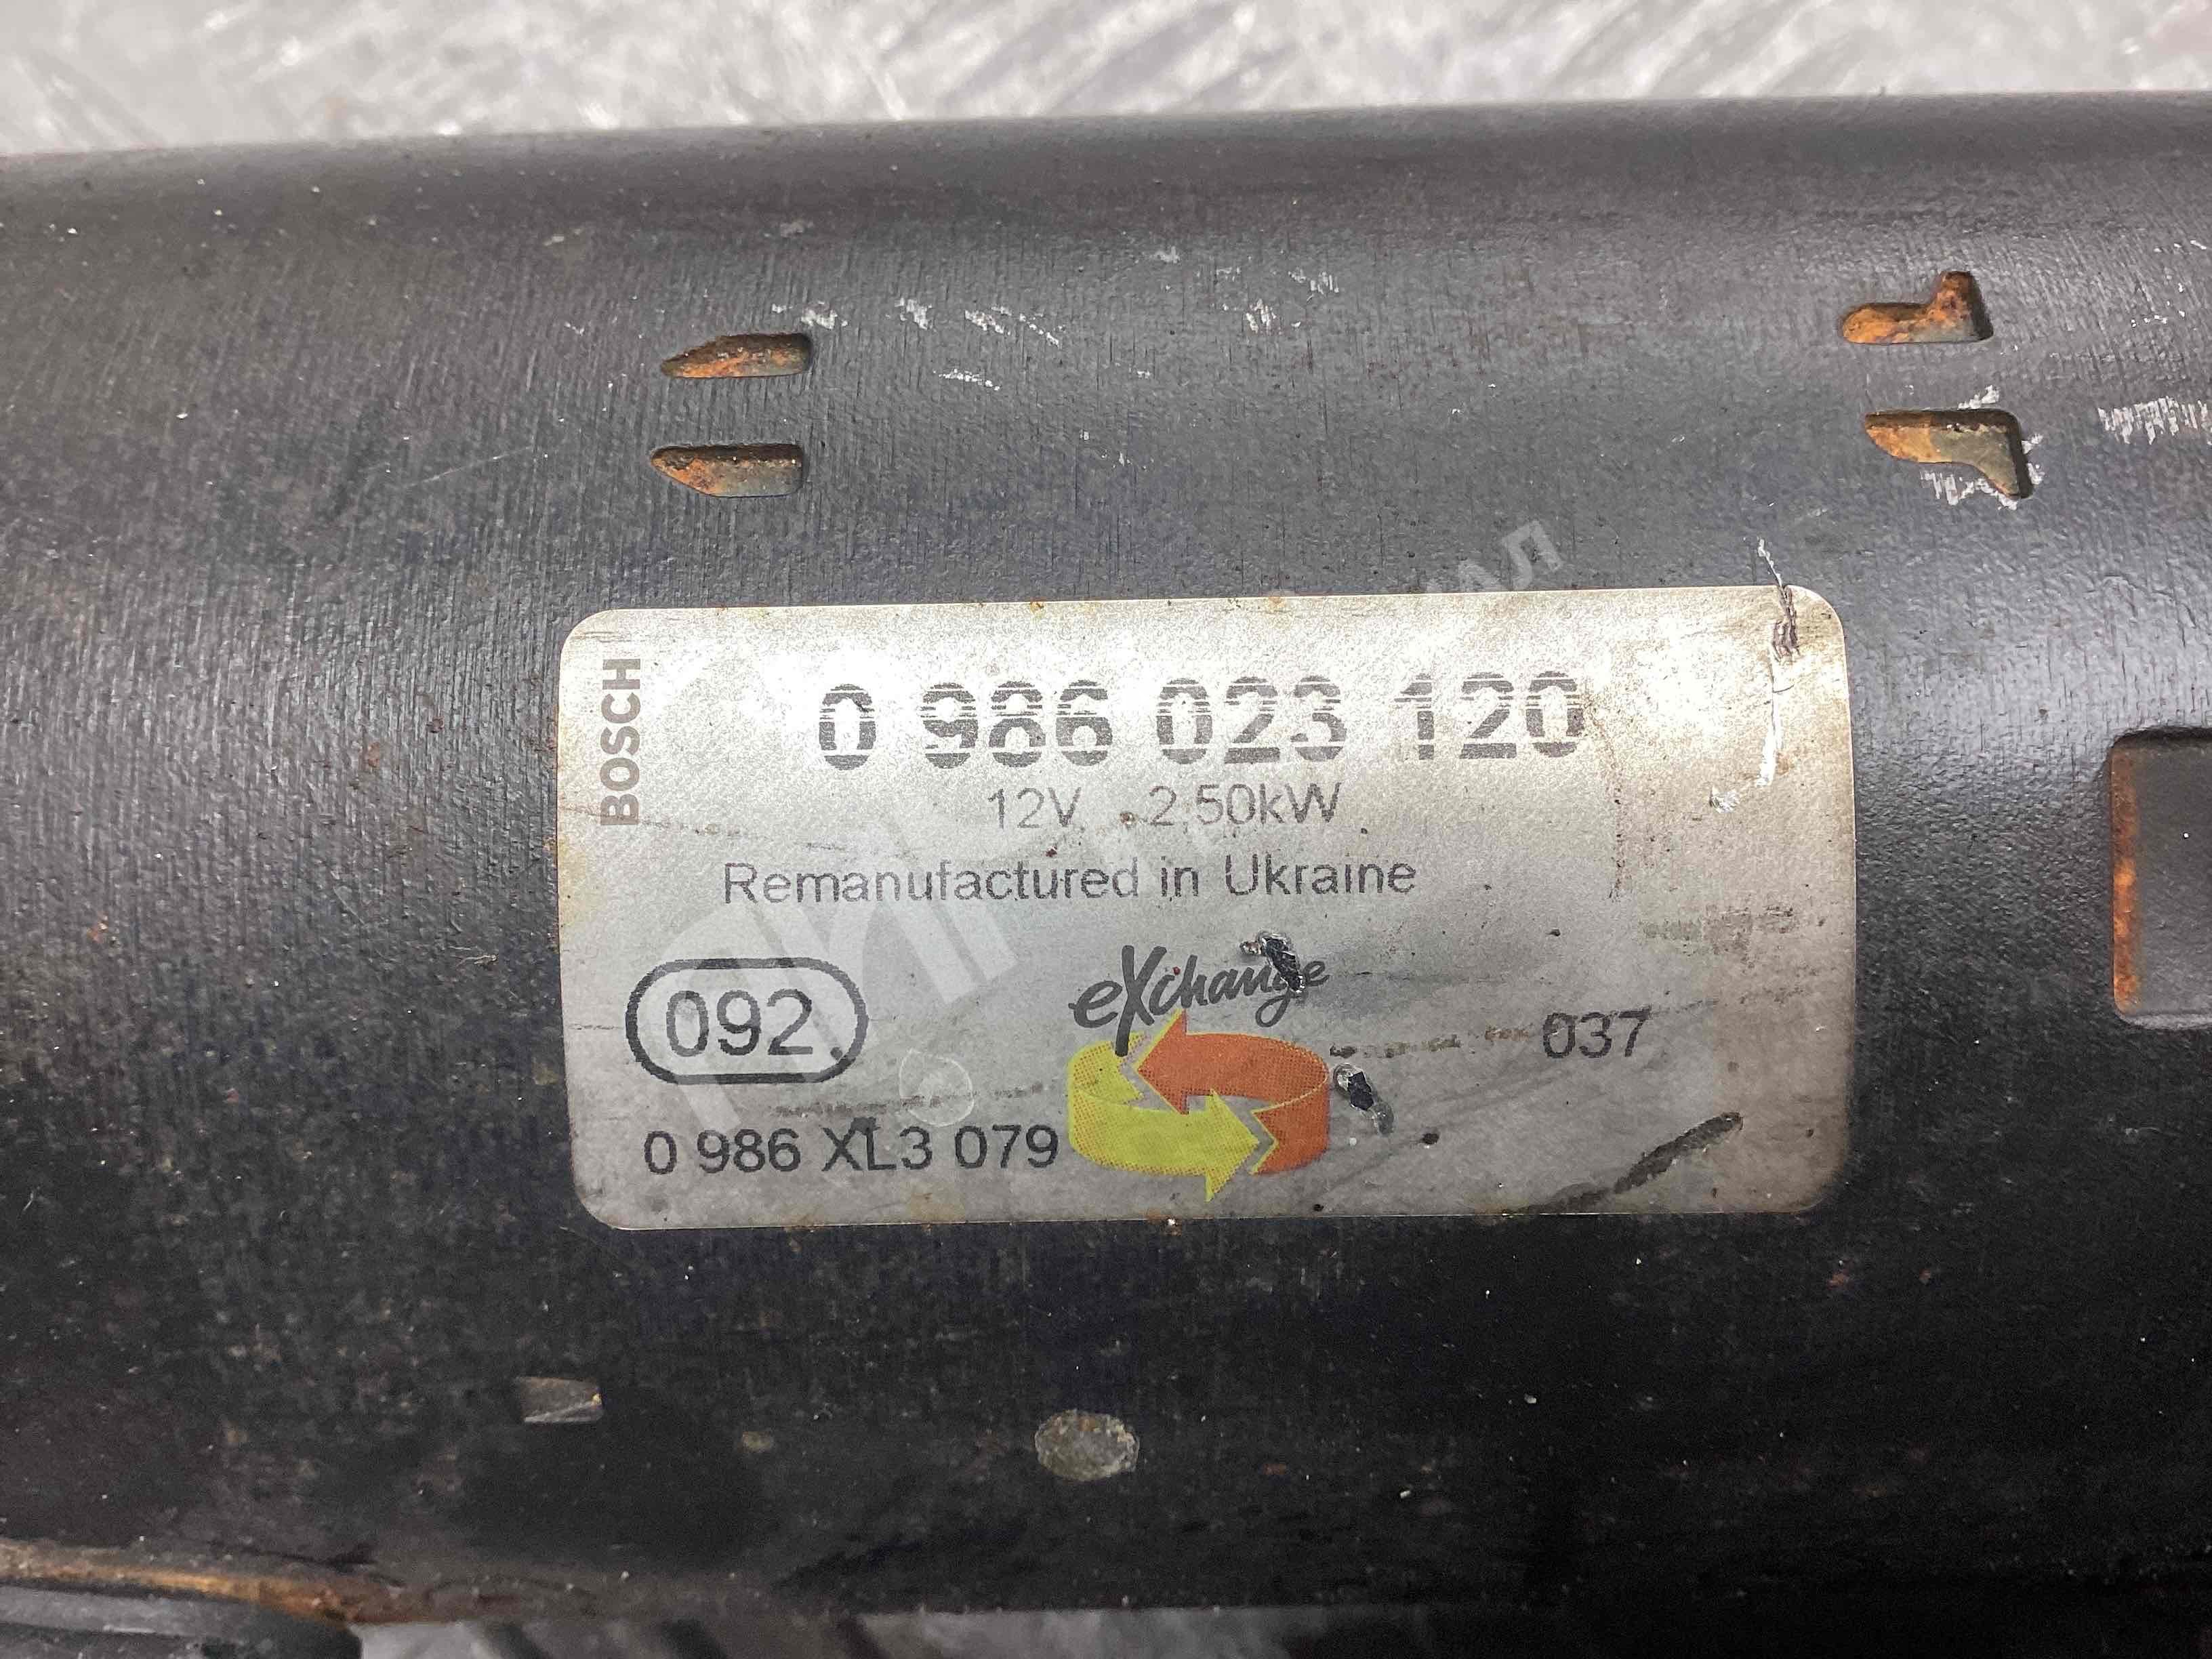 BOSCH
0 986 023 120
12V 2.50kW
Remanufactured in Ukraine
092
eXchange
037
0 986 XL3 079